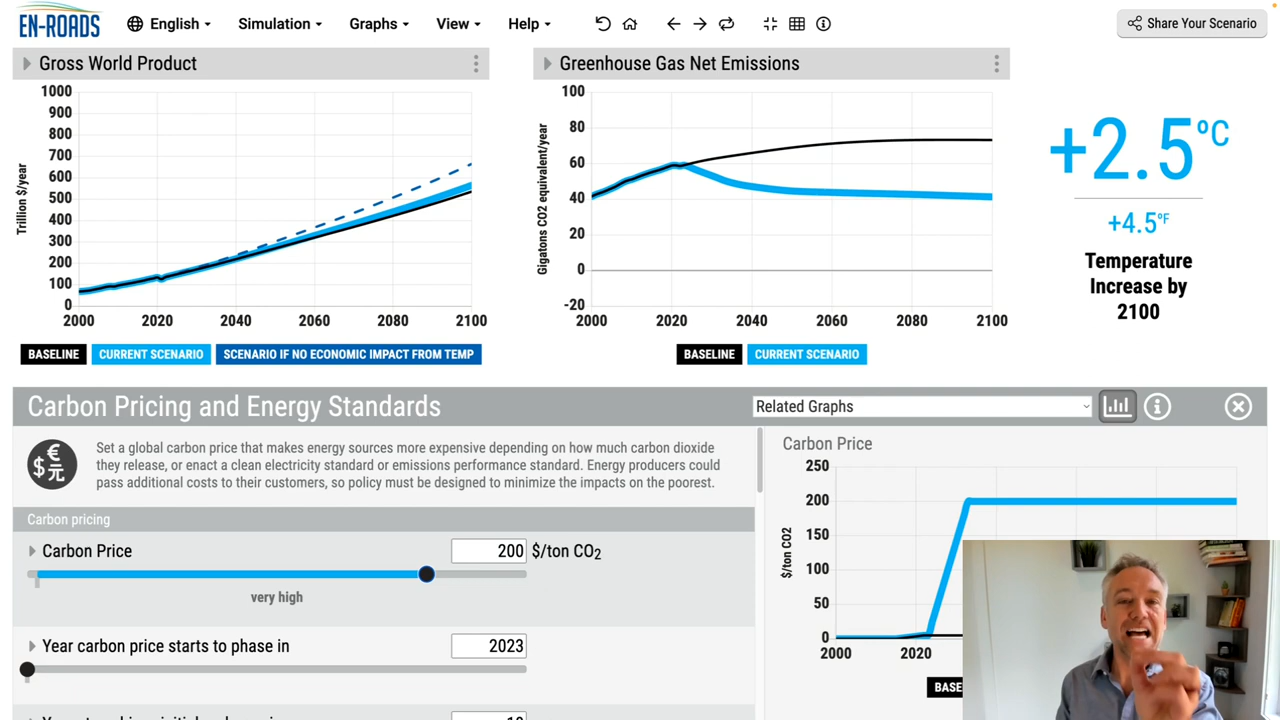 EN-ROADS
English
Simulation
Graphs
View
Help
Share Your Scenario
Gross World Product
1000
900
800
700
600
500
400
300
200
100
0
Trillion $/year
2000 2020 2040 2060 2080 2100
BASELINE
CURRENT SCENARIO
SCENARIO IF NO ECONOMIC IMPACT FROM TEMP
Greenhouse Gas Net Emissions
100
80
60
40
20
0
-20
Gigatons CO2 equivalent/year
2000 2020 2040 2060 2080 2100
BASELINE
CURRENT SCENARIO
+2.5°C
+4.5°F
Temperature
Increase by
2100
Carbon Pricing and Energy Standards
Related Graphs
$€元
Set a global carbon price that makes energy sources more expensive depending on how much carbon dioxide
they release, or enact a clean electricity standard or emissions performance standard. Energy producers could
pass additional costs to their customers, so policy must be designed to minimize the impacts on the poorest.
Carbon pricing
Carbon Price 200 $/ton CO2
very high
Year carbon price starts to phase in 2023
10
Carbon Price
250
200
150
100
50
0
$/ton CO2
2000 2020
BASE